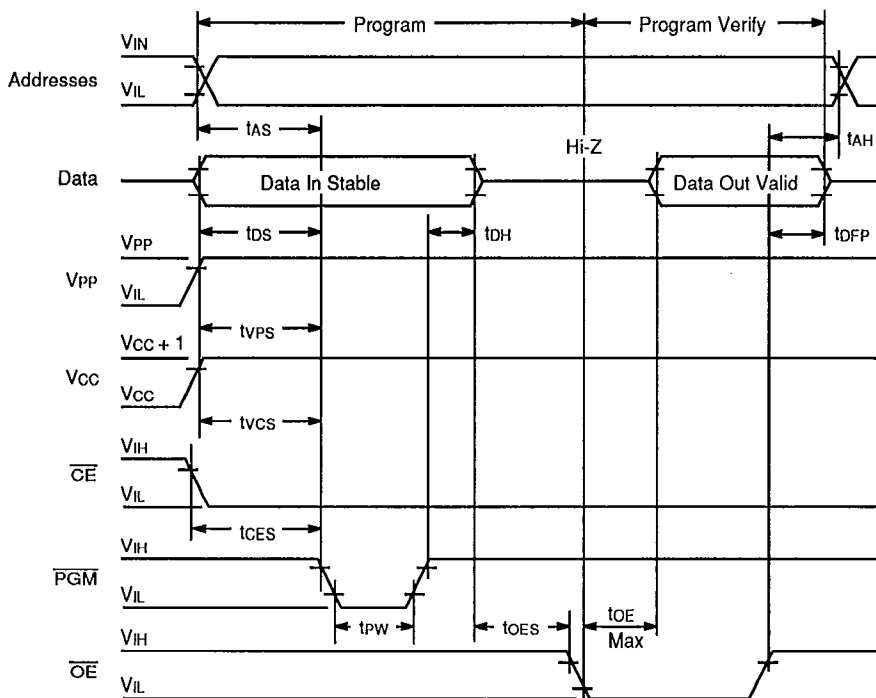 Program Program Verify
VIN
Addresses
VIL
tAS tAH
Hi-Z
Data Data In Stable Data Out Valid
tDS tDH tDFP
VPP
VPP
VIL
tVPS
VCC + 1
VCC
VCC
tVCS
VIH
CE
VIL
tCES
VIH
PGM
VIL
tPW tOES tOE
Max
VIH
OE
VIL